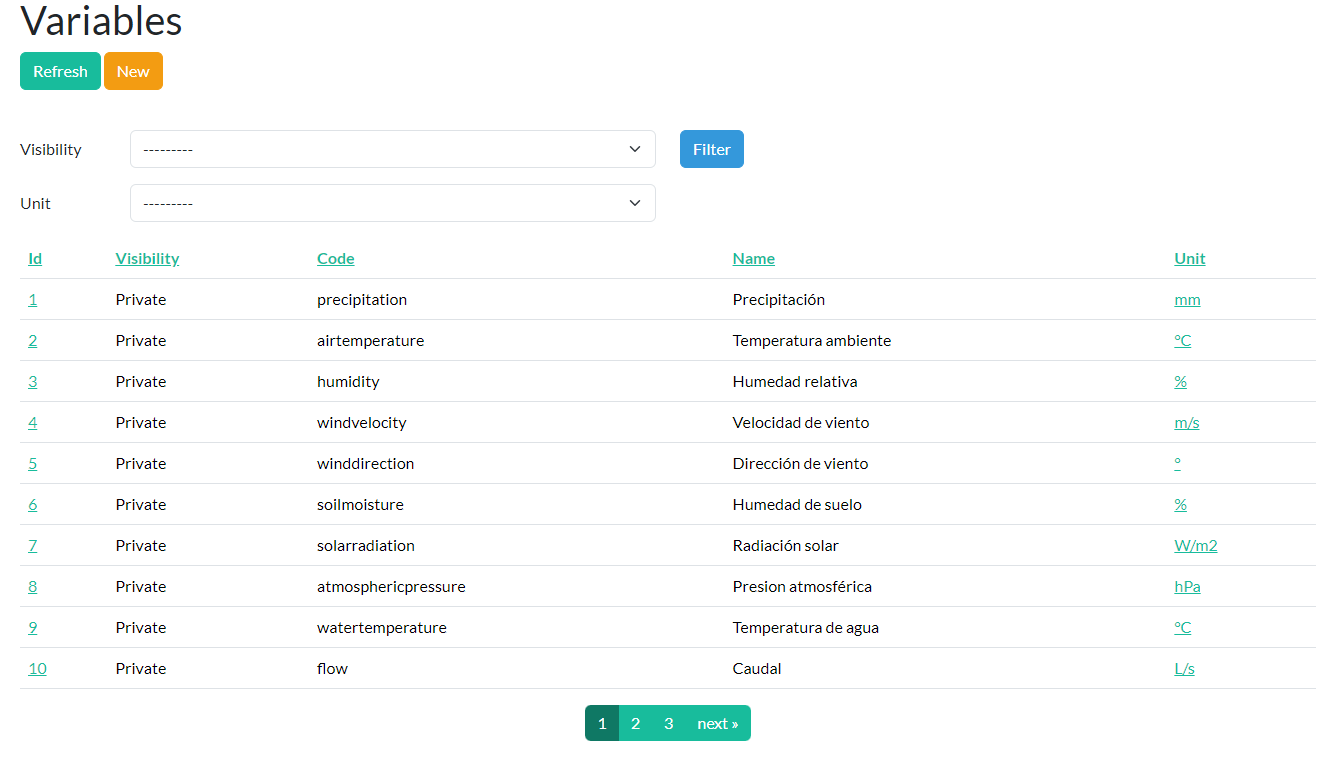 Variables
Refresh New
Visibility --------- Filter
Unit ---------
Id Visibility Code Name Unit
1 Private precipitation Precipitación mm
2 Private airtemperature Temperatura ambiente °C
3 Private humidity Humedad relativa %
4 Private windvelocity Velocidad de viento m/s
5 Private winddirection Dirección de viento °
6 Private soilmoisture Humedad de suelo %
7 Private solarradiation Radiación solar W/m2
8 Private atmosphericpressure Presion atmosférica hPa
9 Private watertemperature Temperatura de agua °C
10 Private flow Caudal L/s
1 2 3 next »